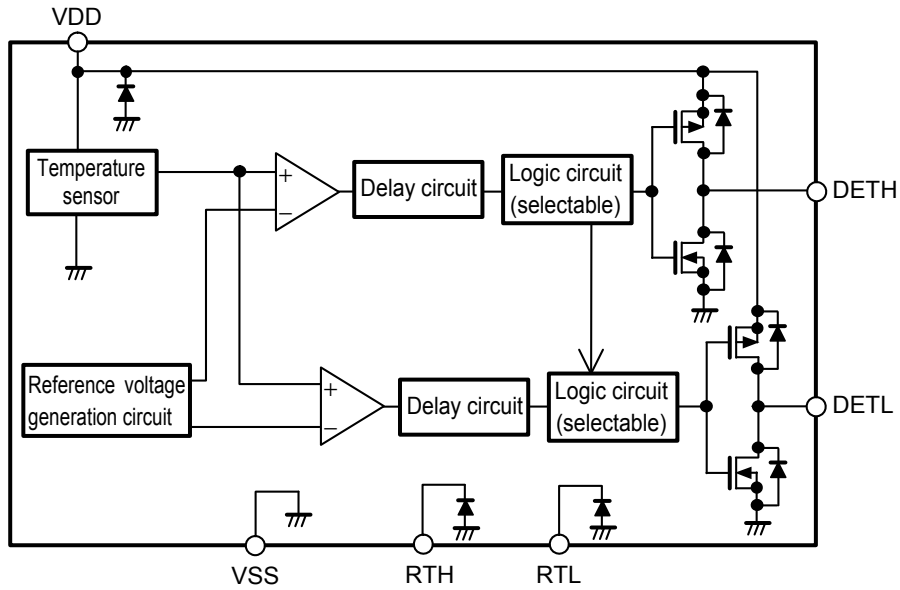 VDD
Temperature
sensor
+
−
Delay circuit
Logic circuit
(selectable)
DETH
Reference voltage
generation circuit
+
−
Delay circuit
Logic circuit
(selectable)
DETL
VSS
RTH
RTL